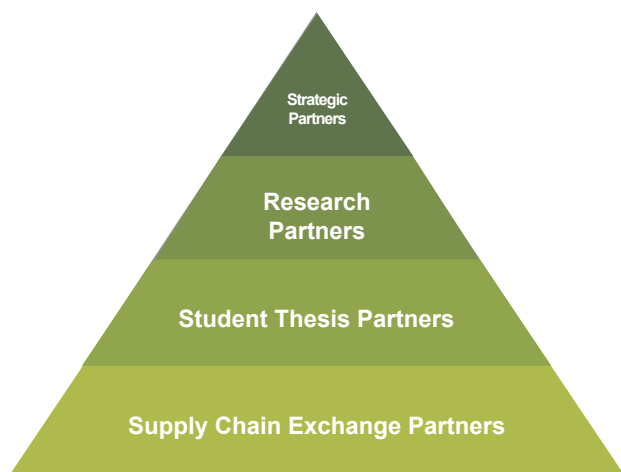 Strategic
Partners
Research
Partners
Student Thesis Partners
Supply Chain Exchange Partners